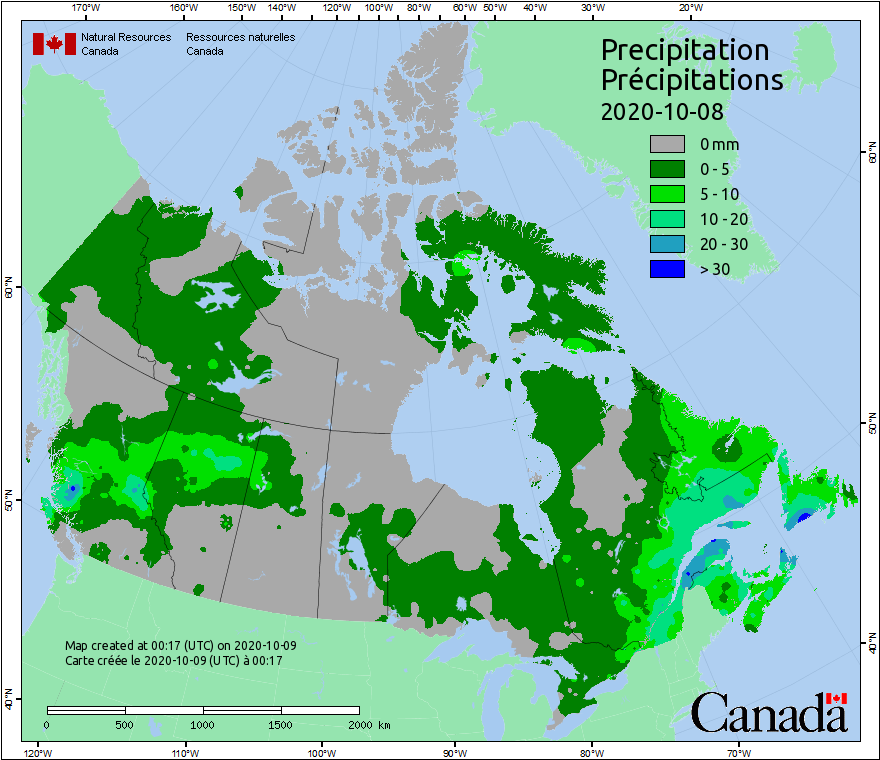 170°W 160°W 150°W 140°W 120°W 100°W 80°W 60°W 50°W 40°W 30°W 20°W
Natural Resources Ressources naturelles
Canada Canada
Precipitation
Précipitations
2020-10-08
0 mm
0 - 5
5 - 10
10 - 20
20 - 30
> 30
60°N
60°N
50°N
50°N
40°N
40°N
Map created at 00:17 (UTC) on 2020-10-09
Carte créée le 2020-10-09 (UTC) à 00:17
0 500 1000 1500 2000 km
Canada
120°W 110°W 100°W 90°W 80°W 70°W